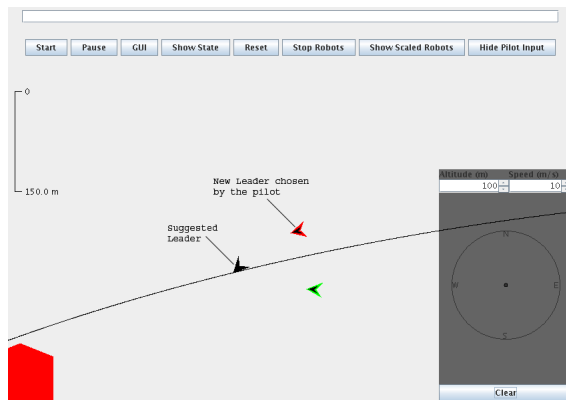 Start Pause GUI Show State Reset Stop Robots Show Scaled Robots Hide Pilot Input
0
150.0 m
Altitude (m) Speed (m/s)
100 10
New Leader chosen
by the pilot
Suggested
Leader
N
W E
S
Clear